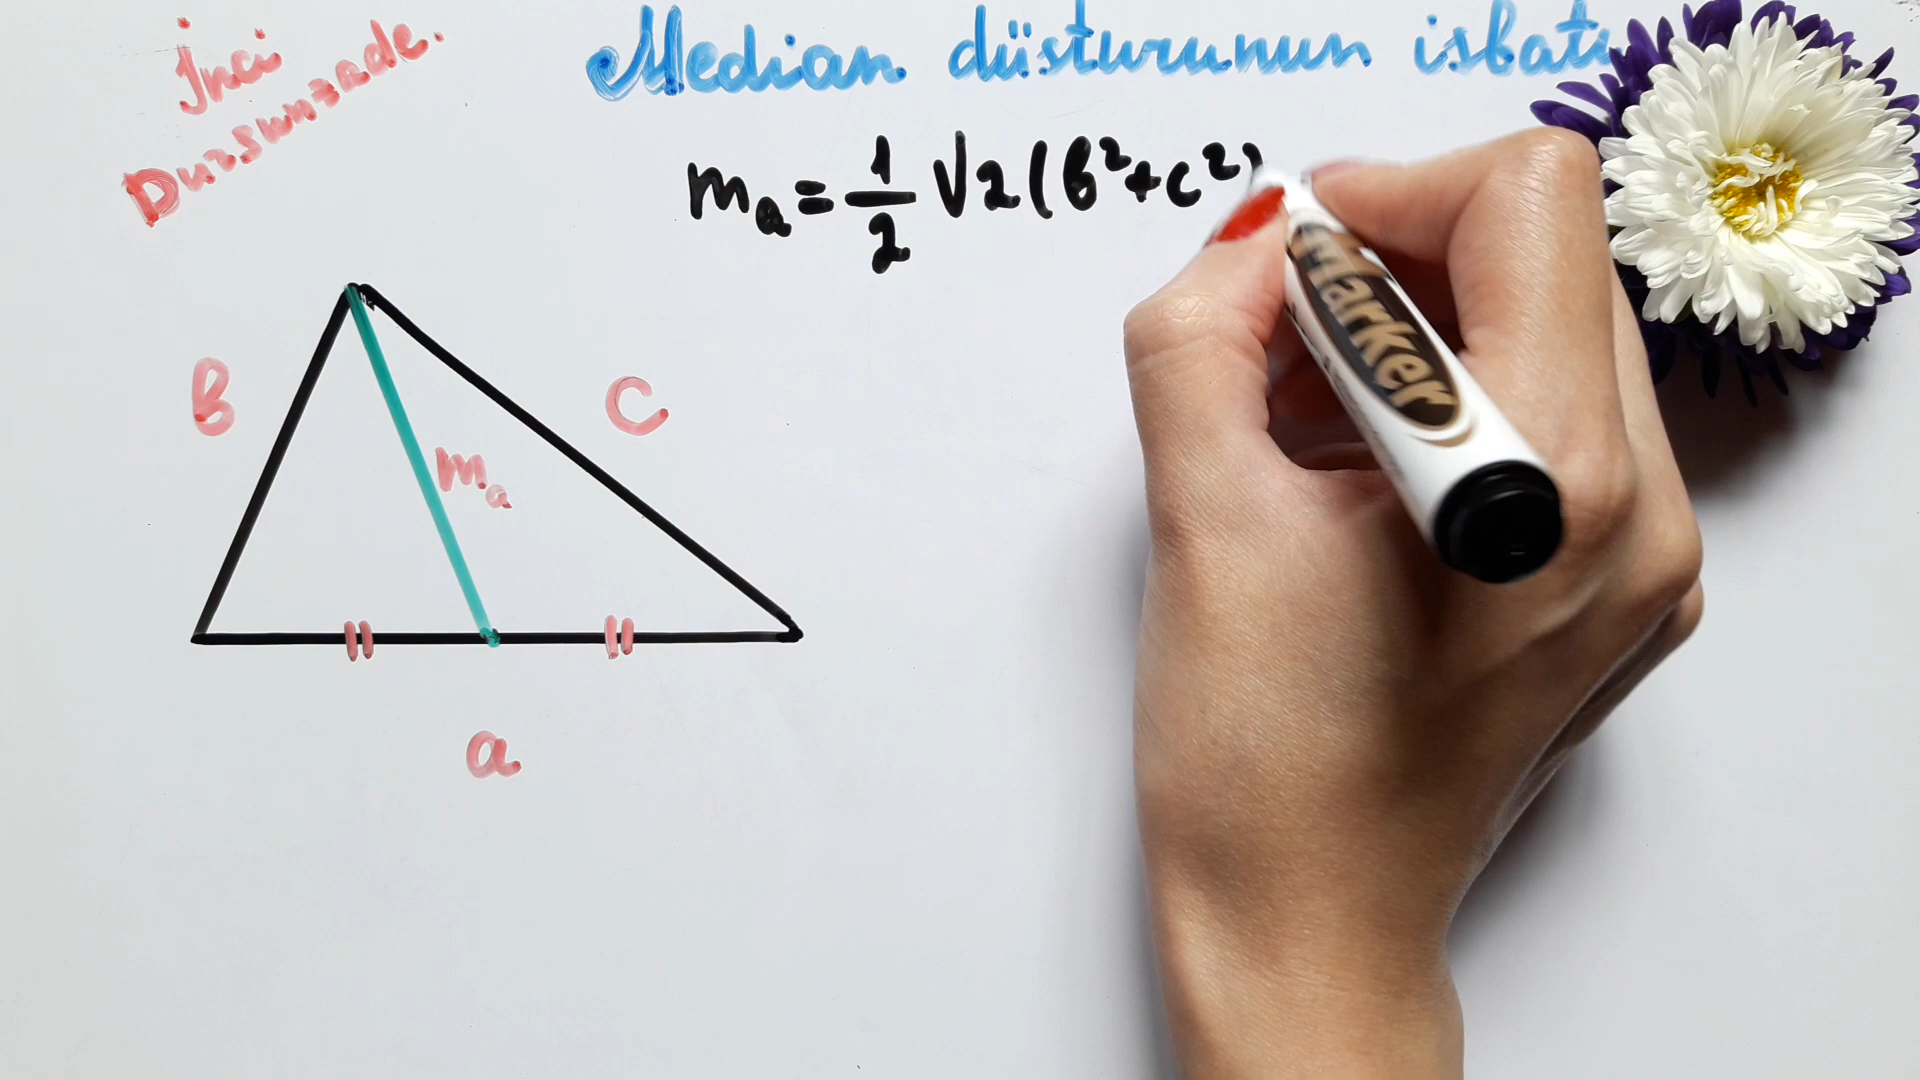 İnci
Dursunzade.
Median düsturunun isbatı
mₐ = 1/2 √2(b²+c²)
b
c
mₐ
a
Marker